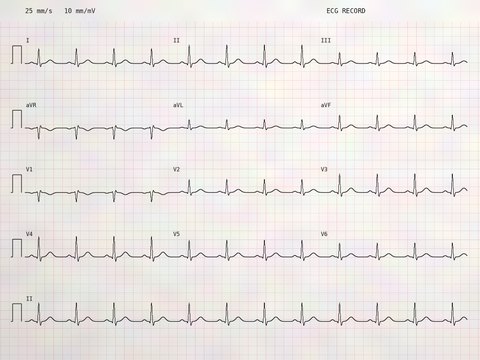 25 mm/s 10 mm/mV ECG RECORD
I II III
aVR aVL aVF
V1 V2 V3
V4 V5 V6
II